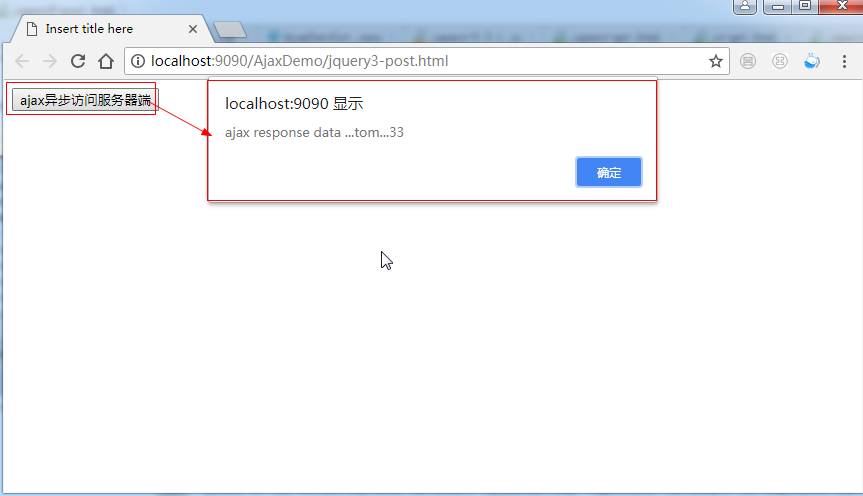 Insert title here
localhost:9090/AjaxDemo/jquery3-post.html
ajax异步访问服务器端
localhost:9090 显示
ajax response data ...tom...33
确定